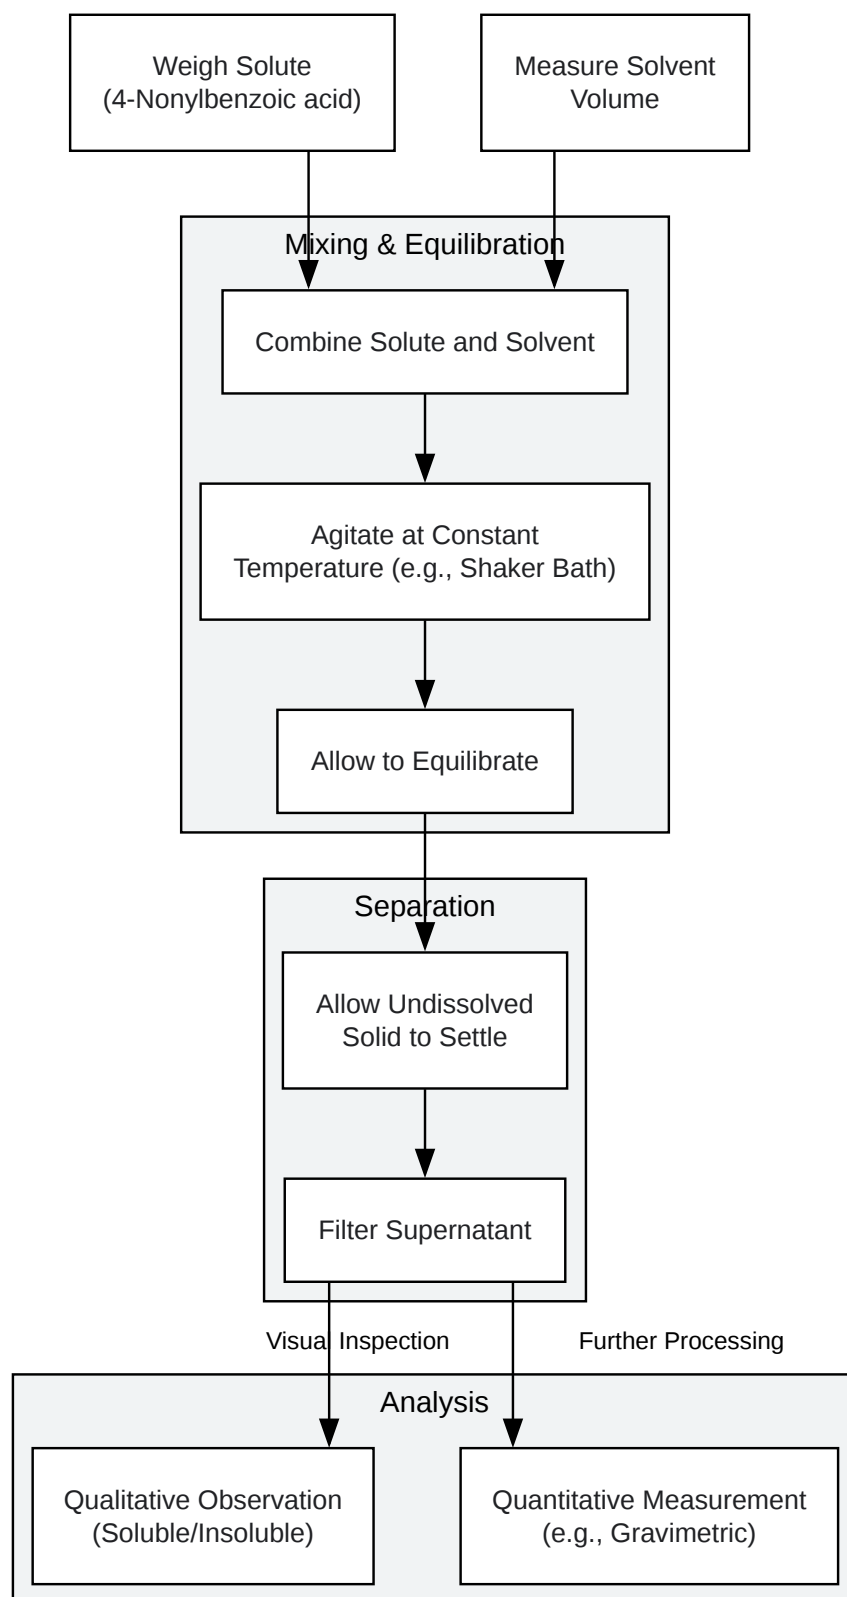 Weigh Solute
(4-Nonylbenzoic acid)
Measure Solvent
Volume
Mixing & Equilibration
Combine Solute and Solvent
Agitate at Constant
Temperature (e.g., Shaker Bath)
Allow to Equilibrate
Separation
Allow Undissolved
Solid to Settle
Filter Supernatant
Visual Inspection
Further Processing
Analysis
Qualitative Observation
(Soluble/Insoluble)
Quantitative Measurement
(e.g., Gravimetric)